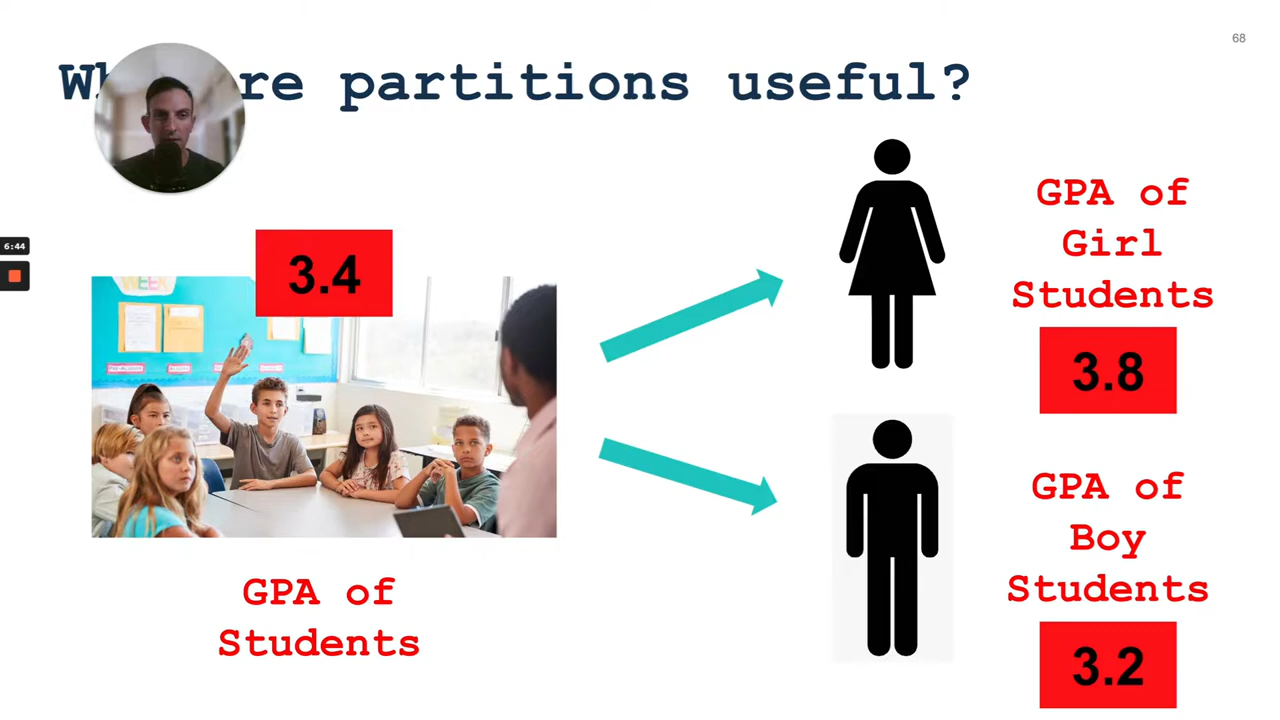 68
re partitions useful?
6:44
3.4
WEEK
GPA of
Students
GPA of
Girl
Students
3.8
GPA of
Boy
Students
3.2